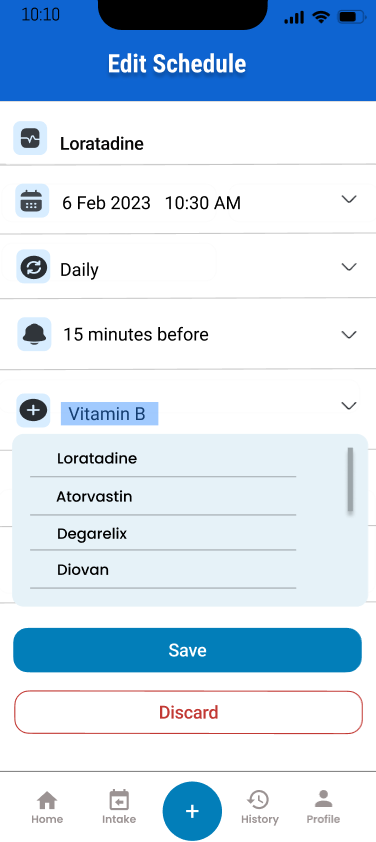 10:10
Edit Schedule
Loratadine
6 Feb 2023 10:30 AM
Daily
15 minutes before
Vitamin B
Loratadine
Atorvastin
Degarelix
Diovan
Save
Discard
+
Home Intake History Profile